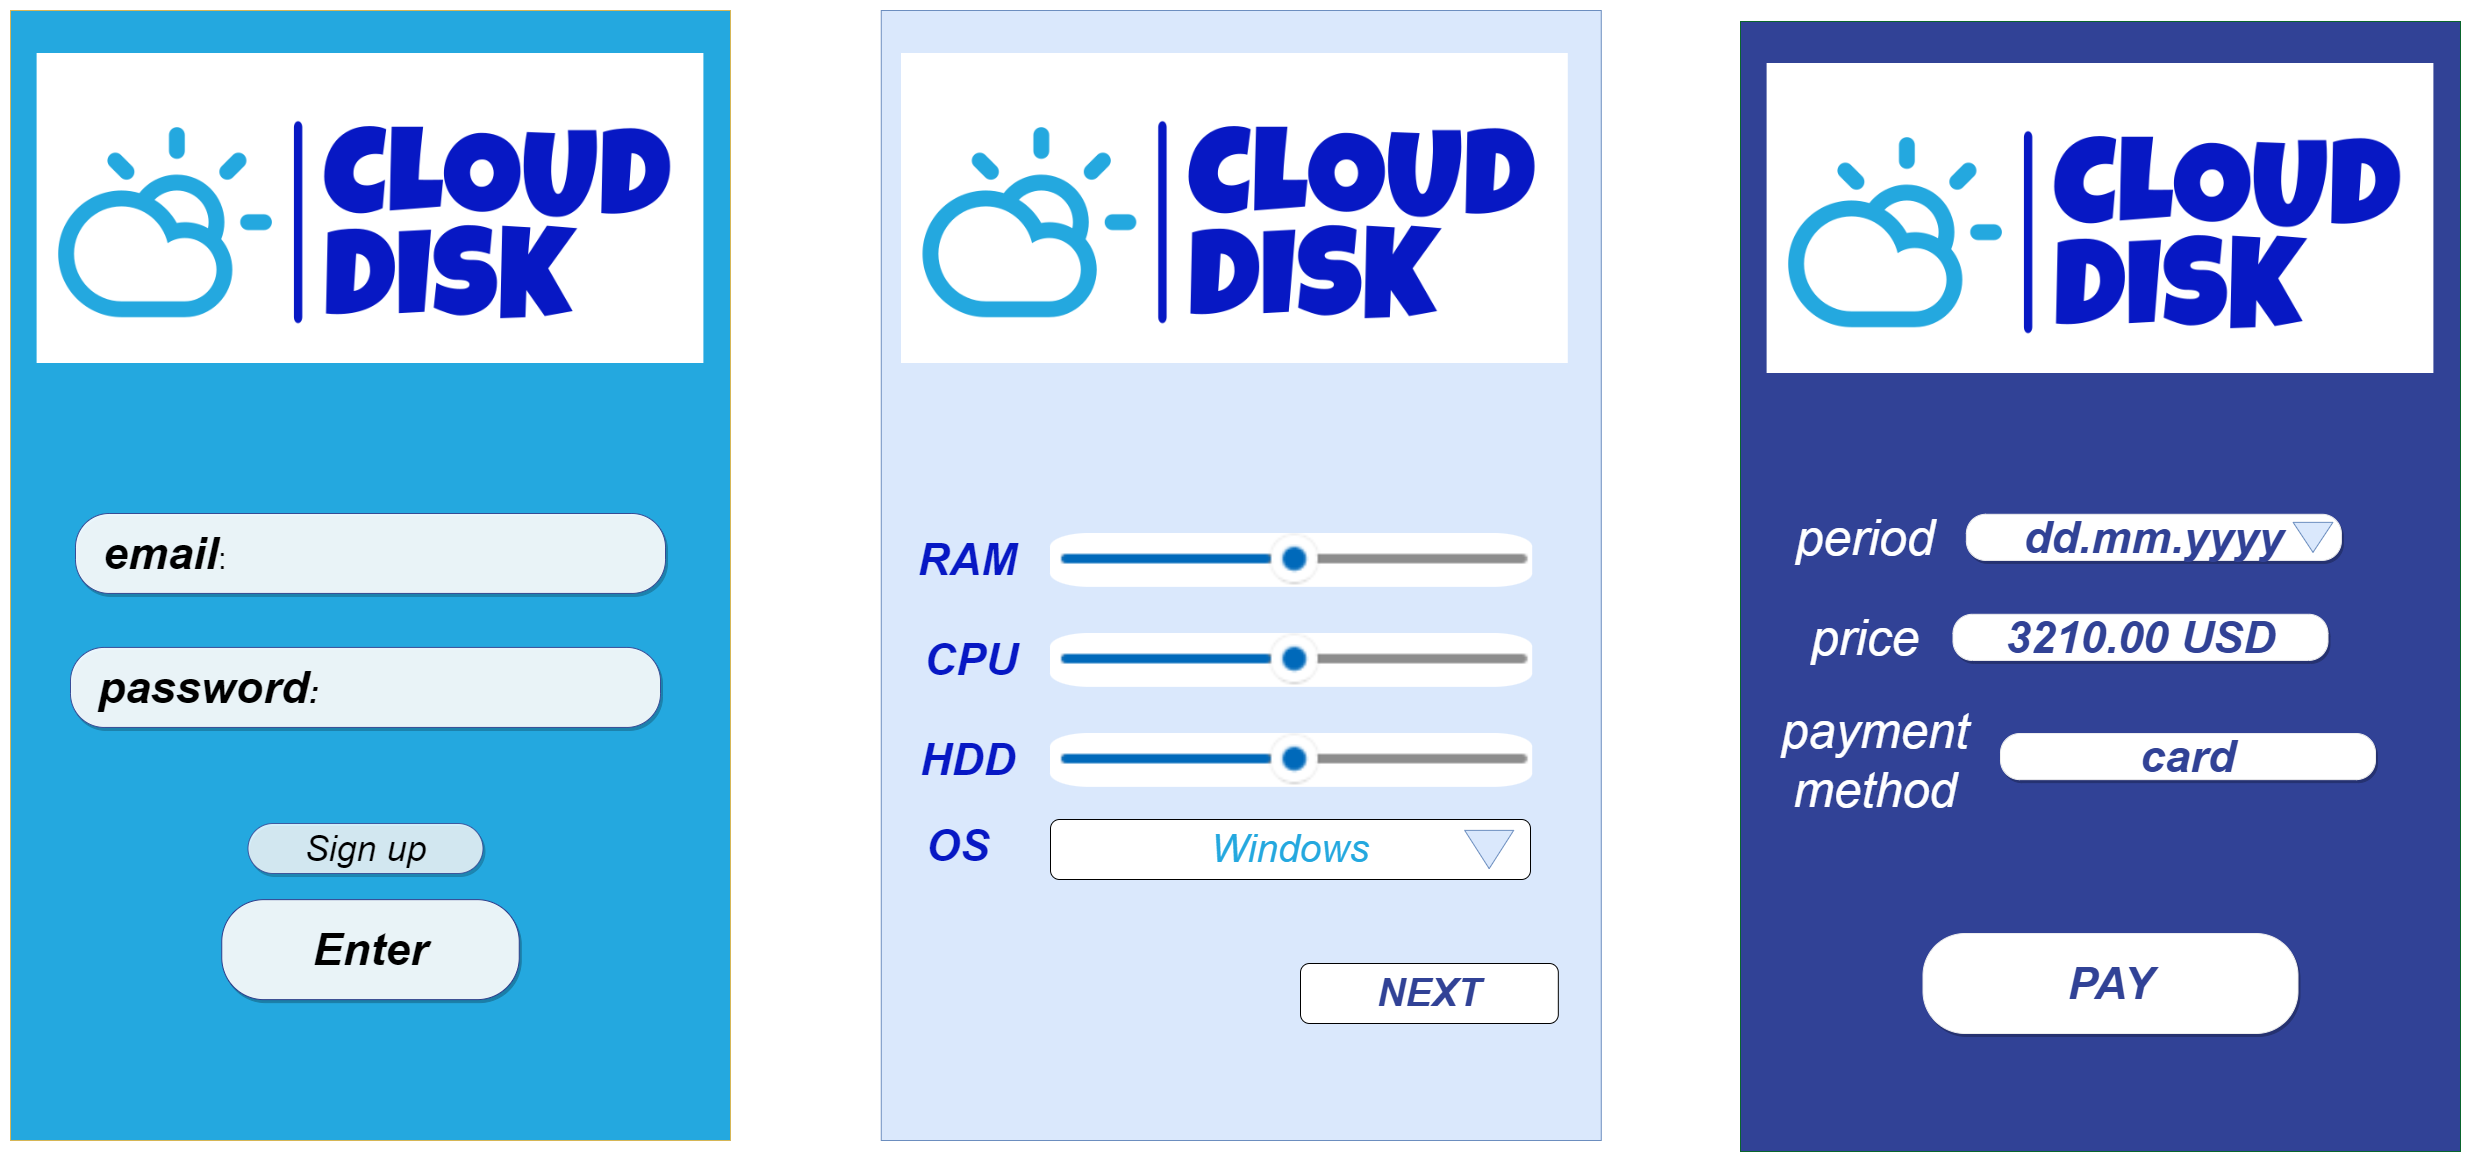 CLOUD
DISK
email:
password:
Sign up
Enter
CLOUD
DISK
RAM
CPU
HDD
OS Windows
NEXT
CLOUD
DISK
period dd.mm.yyyy
price 3210.00 USD
payment
method
card
PAY